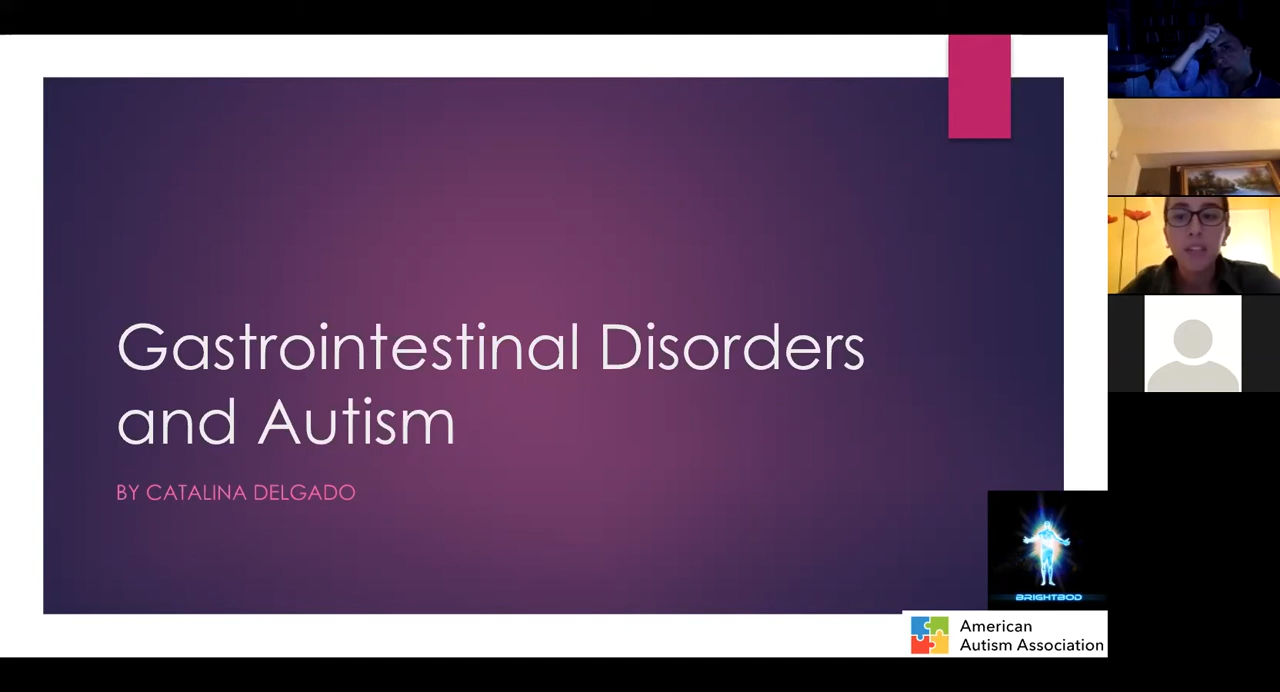 Gastrointestinal Disorders
and Autism
BY CATALINA DELGADO
BRIGHTBOD
American
Autism Association